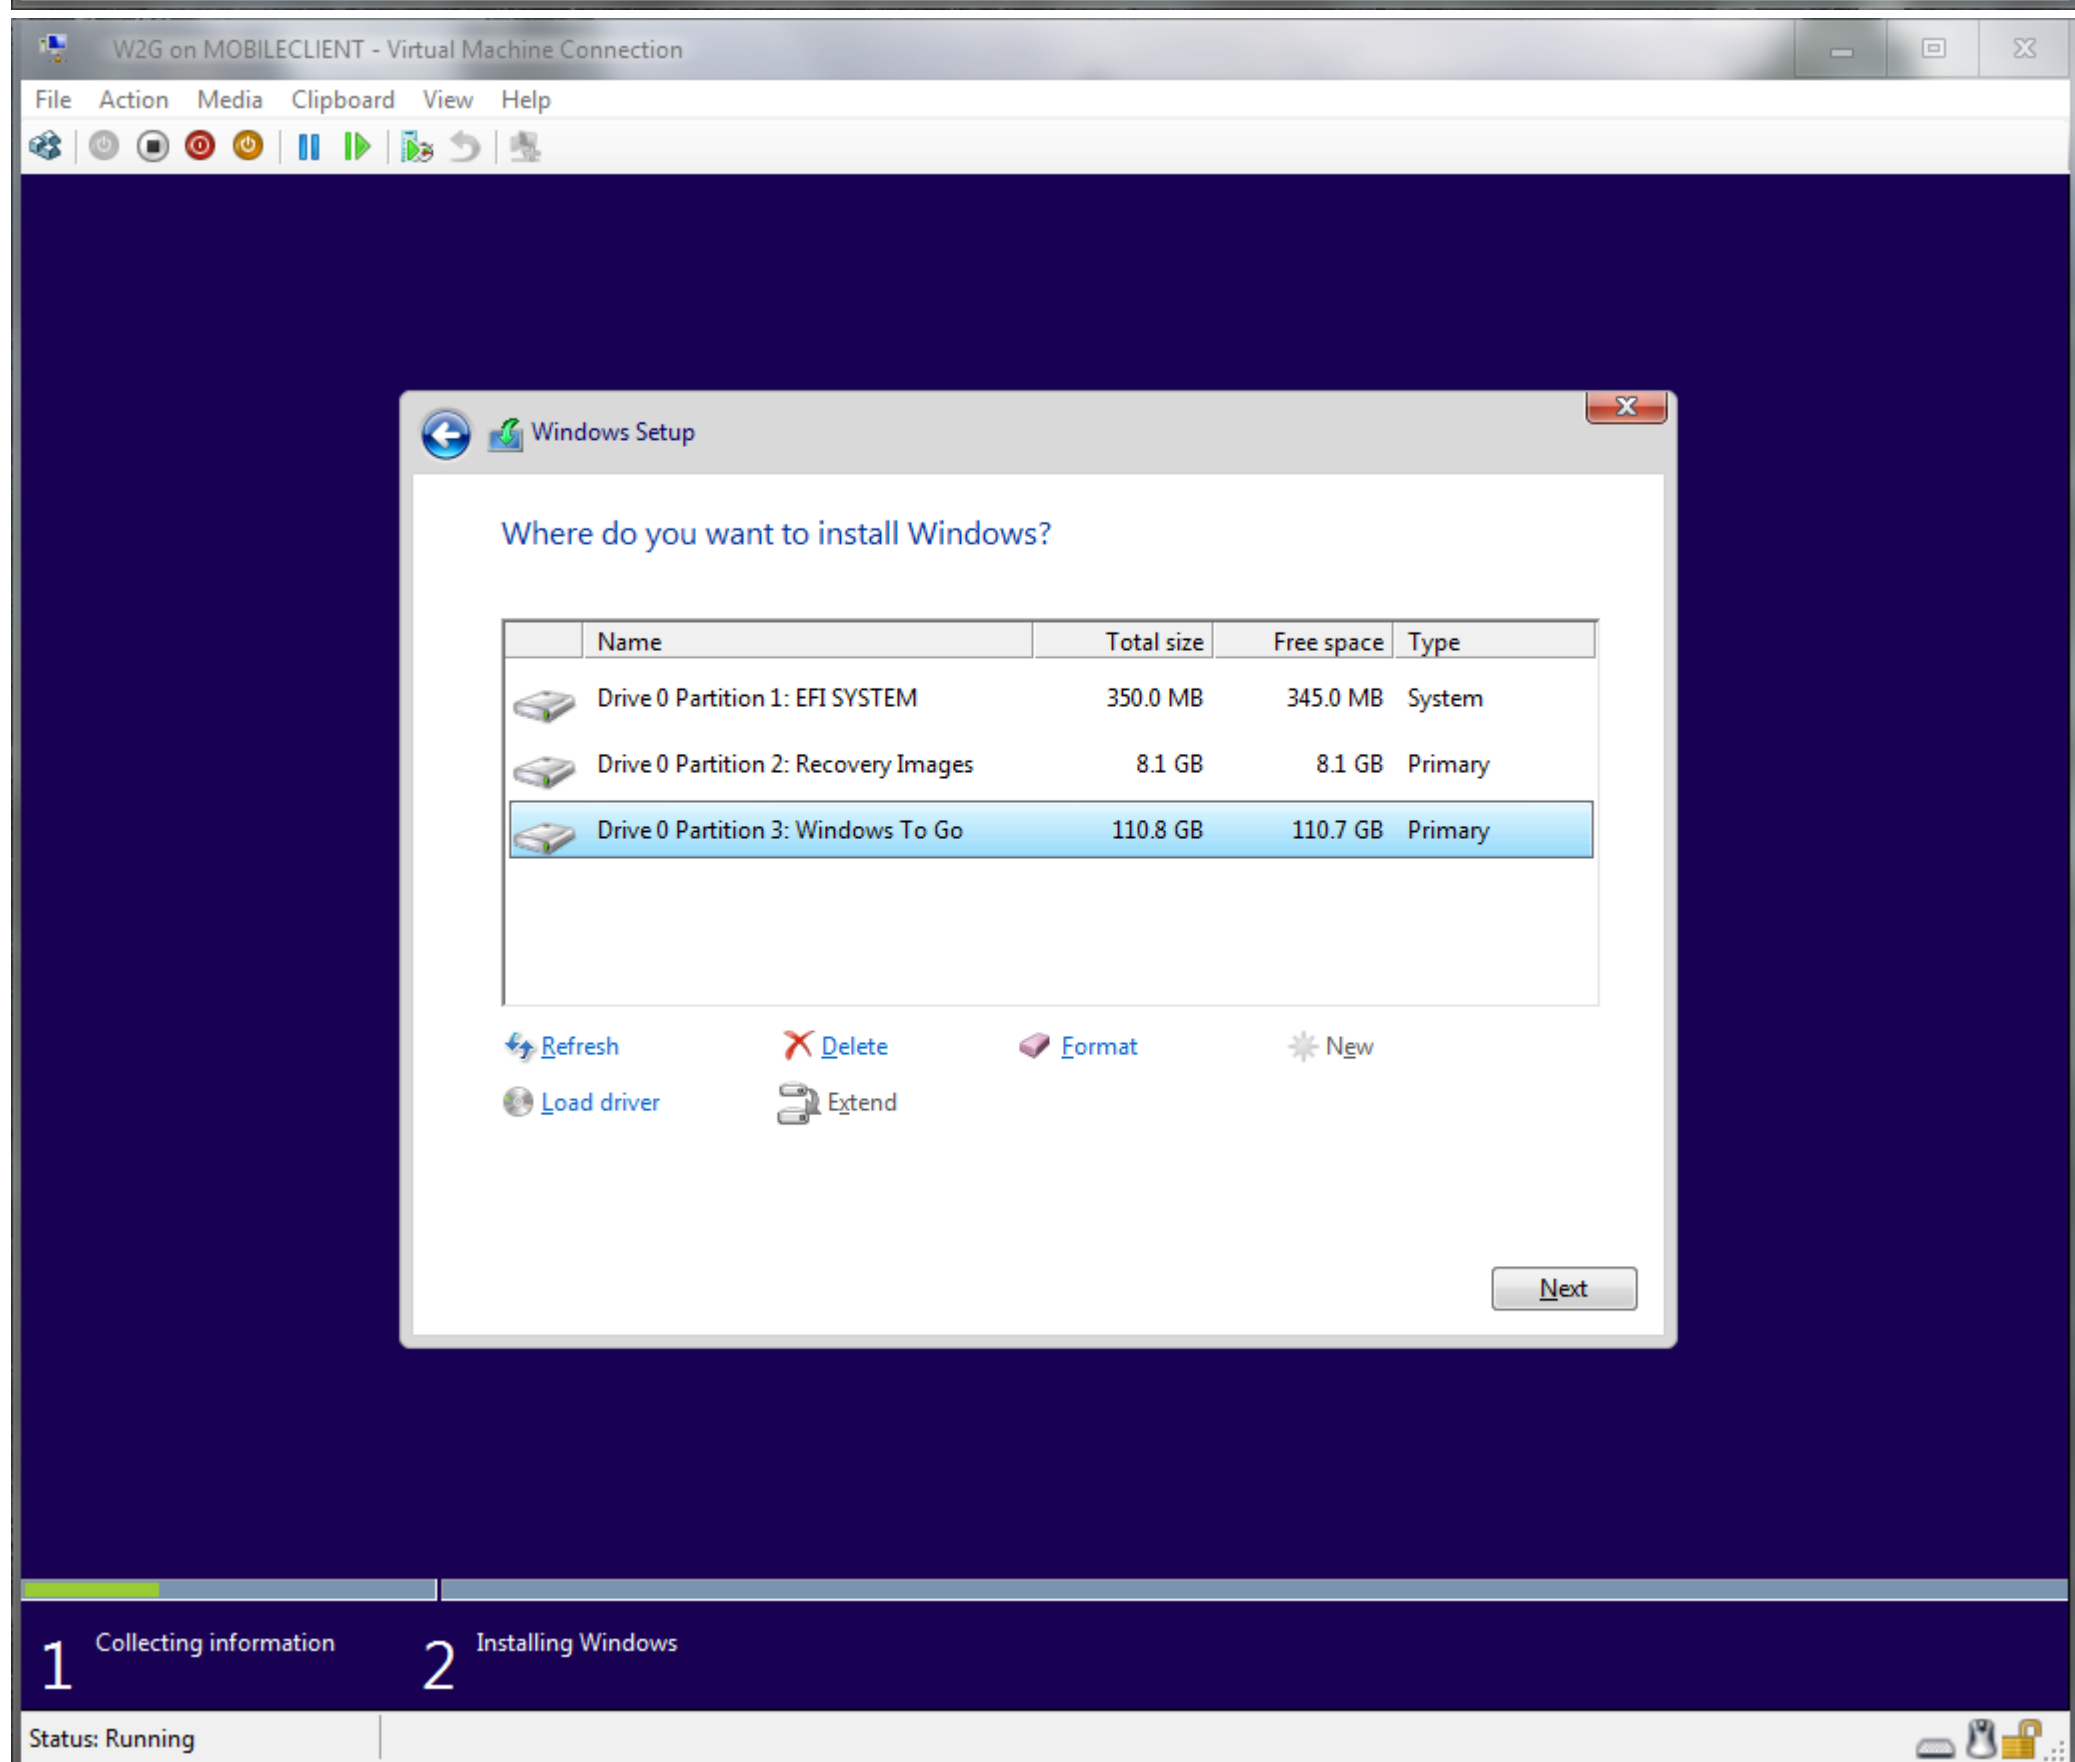 W2G on MOBILECLIENT - Virtual Machine Connection
File Action Media Clipboard View Help
Windows Setup
Where do you want to install Windows?
Name Total size Free space Type
Drive 0 Partition 1: EFI SYSTEM 350.0 MB 345.0 MB System
Drive 0 Partition 2: Recovery Images 8.1 GB 8.1 GB Primary
Drive 0 Partition 3: Windows To Go 110.8 GB 110.7 GB Primary
Refresh Delete Format New
Load driver Extend
Next
1 Collecting information 2 Installing Windows
Status: Running